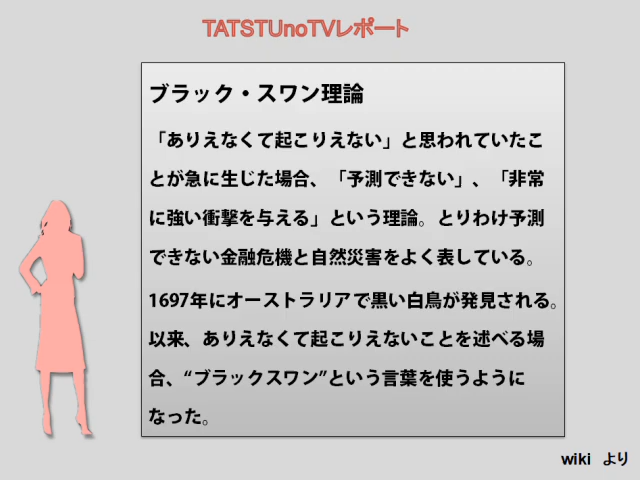 TATSTUnoTVレポート
ブラック・スワン理論
「ありえなくて起こりえない」と思われていたこ
とが急に生じた場合、「予測できない」、「非常
に強い衝撃を与える」という理論。とりわけ予測
できない金融危機と自然災害をよく表している。
1697年にオーストラリアで黒い白鳥が発見される。
以来、ありえなくて起こりえないことを述べる場
合、“ブラックスワン”という言葉を使うように
なった。
wiki より